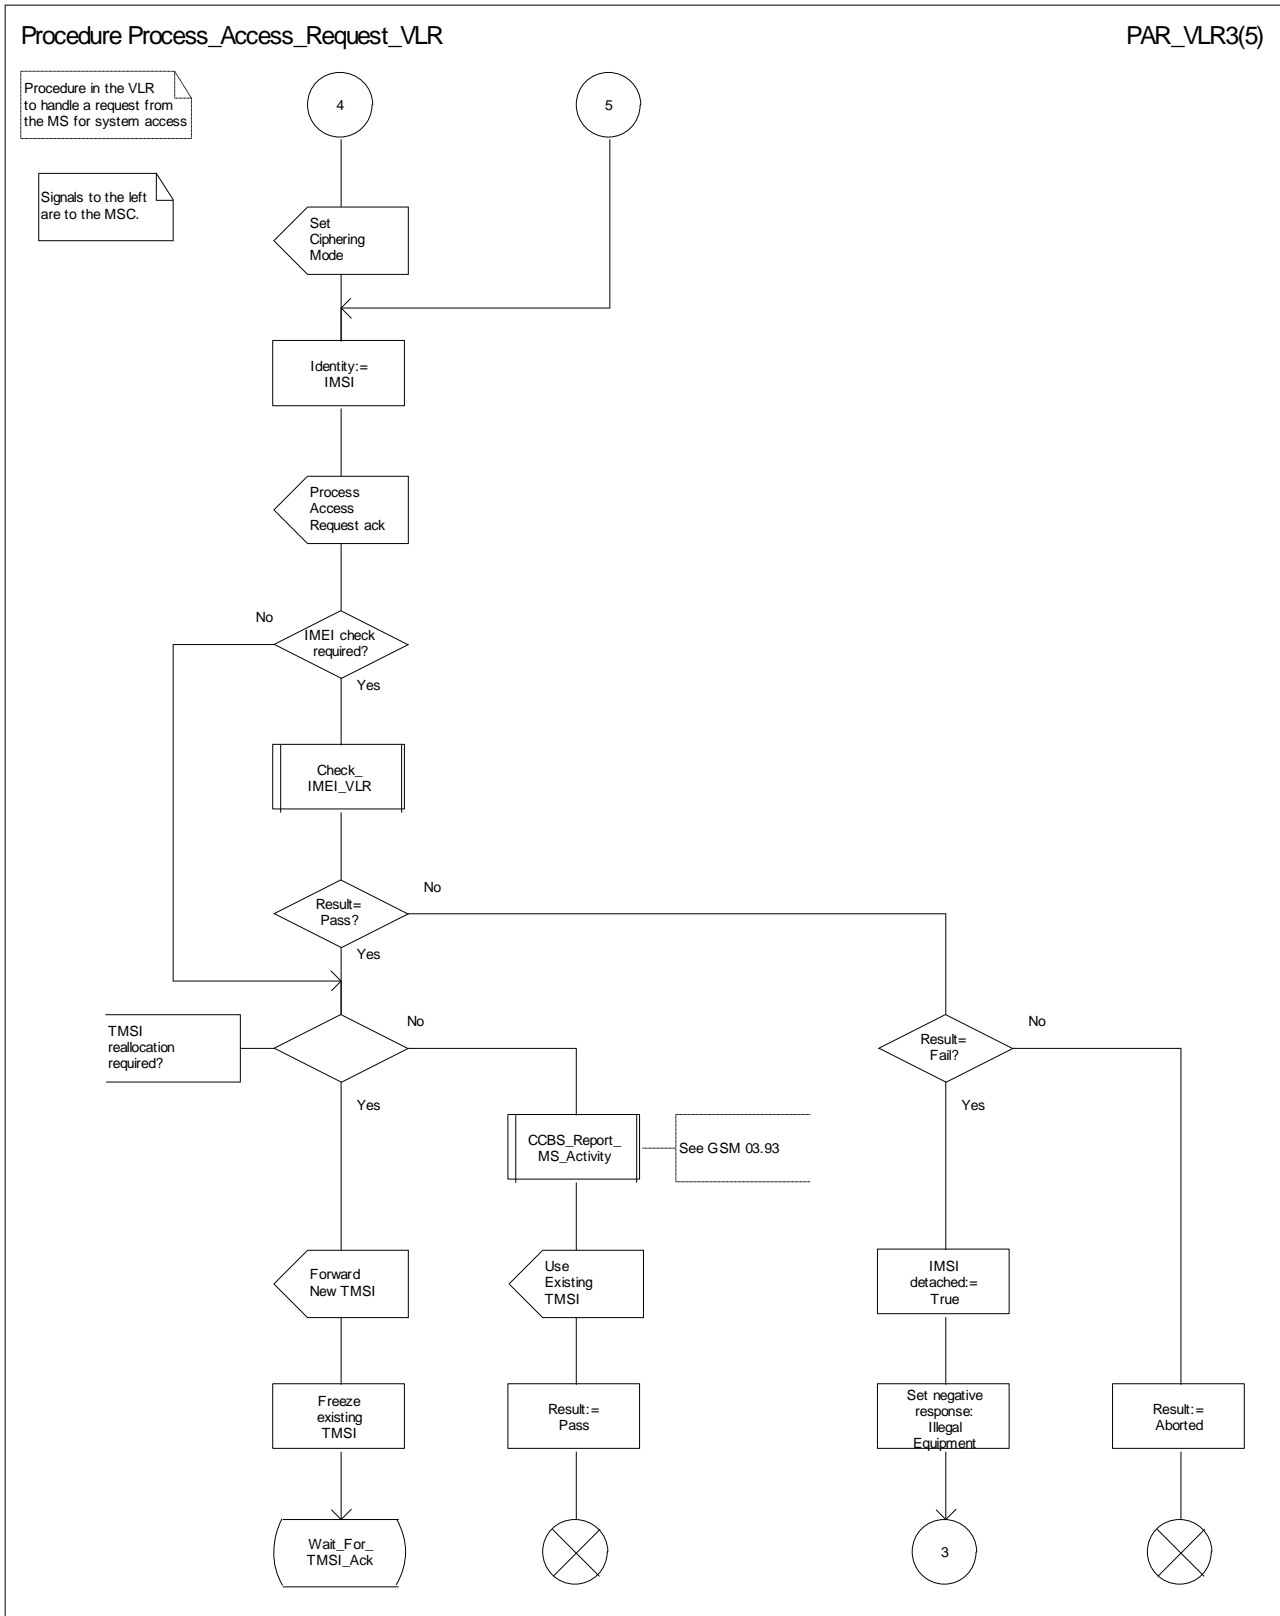 Procedure Process_Access_Request_VLR
PAR_VLR3(5)
Procedure in the VLR
to handle a request from
the MS for system access
4
5
Signals to the left
are to the MSC.
Set
Ciphering
Mode
Identity:=
IMSI
Process
Access
Request ack
No
IMEI check
required?
Yes
Check_
IMEI_VLR
No
Result=
Pass?
Yes
TMSI
reallocation
required?
No
Yes
Result=
Fail?
No
Yes
CCBS_Report_
MS_Activity
See GSM 03.93
Forward
New TMSI
Use
Existing
TMSI
IMSI
detached:=
True
Freeze
existing
TMSI
Result:=
Pass
Set negative
response:
Illegal
Equipment
Result:=
Aborted
Wait_For_
TMSI_Ack
3